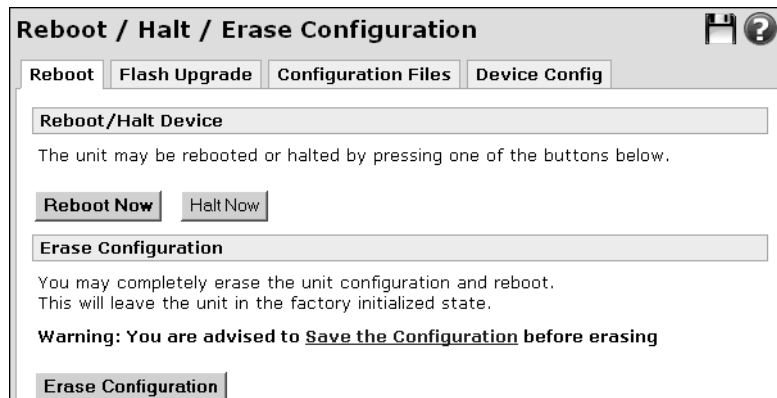 Reboot / Halt / Erase Configuration
?
Reboot Flash Upgrade Configuration Files Device Config
Reboot/Halt Device
The unit may be rebooted or halted by pressing one of the buttons below.
Reboot Now Halt Now
Erase Configuration
You may completely erase the unit configuration and reboot.
This will leave the unit in the factory initialized state.
Warning: You are advised to Save the Configuration before erasing
Erase Configuration